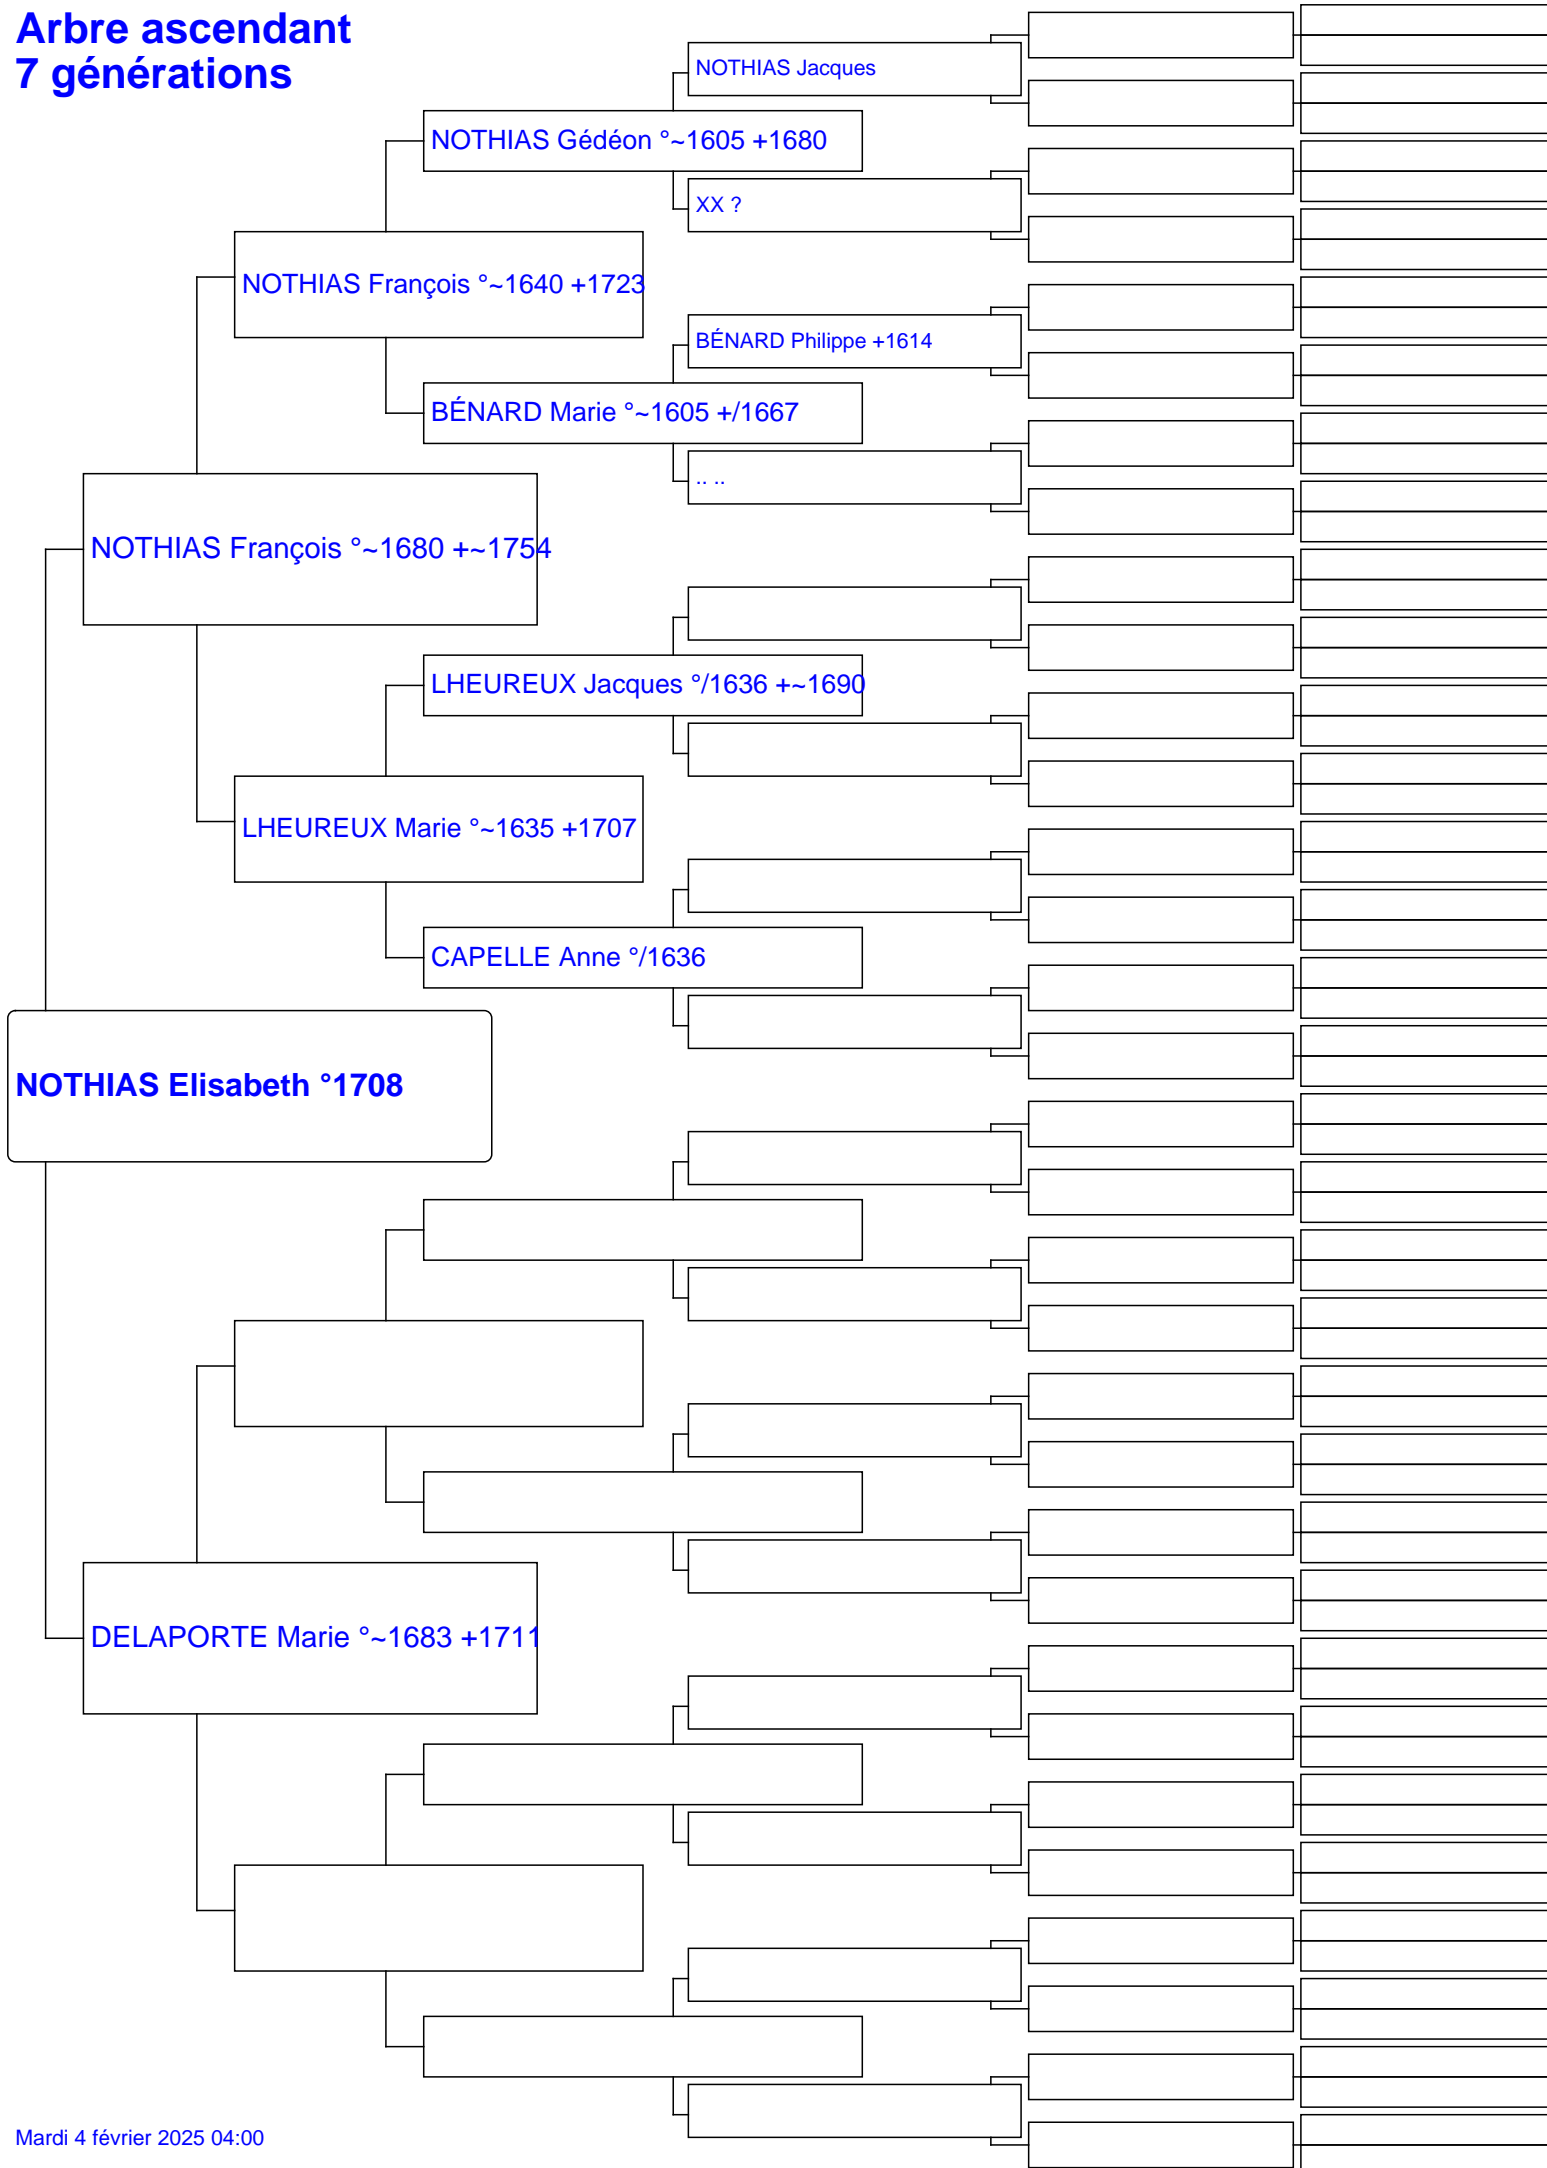 Arbre ascendant
7 générations
NOTHIAS Jacques
NOTHIAS Gédéon °~1605 +1680
XX ?
NOTHIAS François °~1640 +1723
BÉNARD Philippe +1614
BÉNARD Marie °~1605 +/1667
.. ..
NOTHIAS François °~1680 +~1754
LHEUREUX Jacques °/1636 +~1690
LHEUREUX Marie °~1635 +1707
CAPELLE Anne °/1636
NOTHIAS Elisabeth °1708
DELAPORTE Marie °~1683 +1711
Mardi 4 février 2025 04:00